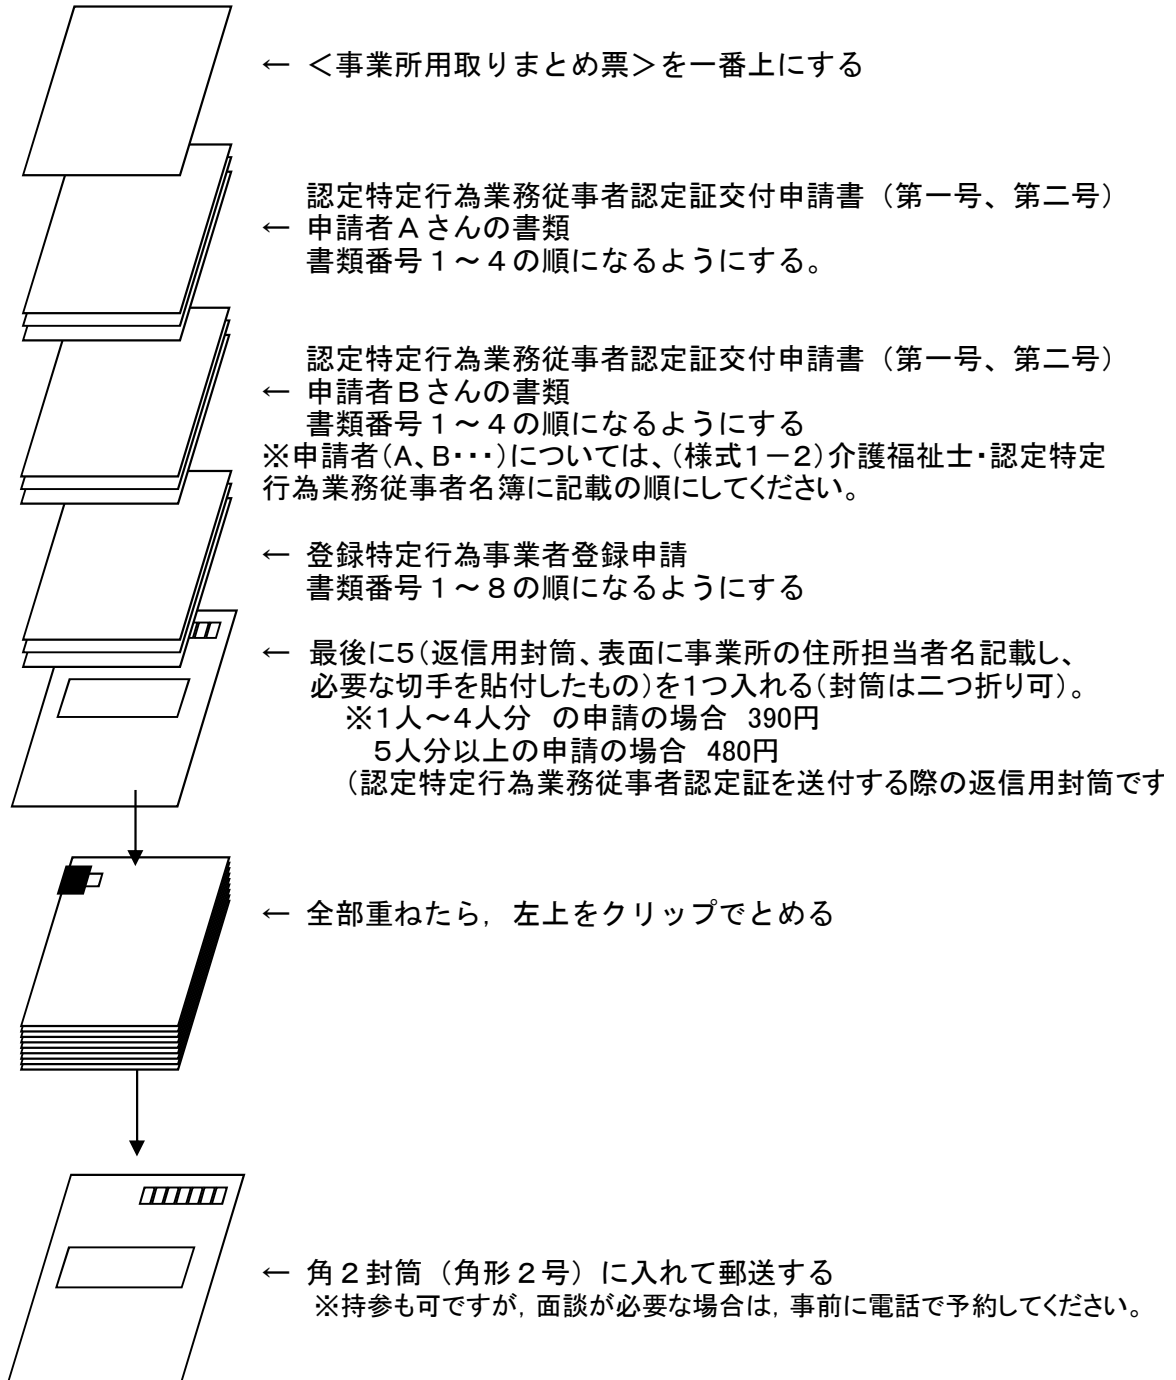 ← ＜事業所用取りまとめ票＞を一番上にする
認定特定行為業務従事者認定証交付申請書（第一号、第二号）
← 申請者Ａさんの書類
書類番号１～４の順になるようにする。
認定特定行為業務従事者認定証交付申請書（第一号、第二号）
← 申請者Ｂさんの書類
書類番号１～４の順になるようにする
※申請者(A、B･･･)については、(様式1－2)介護福祉士･認定特定
行為業務従事者名簿に記載の順にしてください。
← 登録特定行為事業者登録申請
書類番号１～８の順になるようにする
← 最後に5(返信用封筒、表面に事業所の住所担当者名記載し、
必要な切手を貼付したもの)を1つ入れる(封筒は二つ折り可)。
※1人～4人分　の申請の場合　390円
５人分以上の申請の場合　480円
（認定特定行為業務従事者認定証を送付する際の返信用封筒です
← 全部重ねたら，左上をクリップでとめる
← 角２封筒（角形２号）に入れて郵送する
※持参も可ですが，面談が必要な場合は，事前に電話で予約してください。